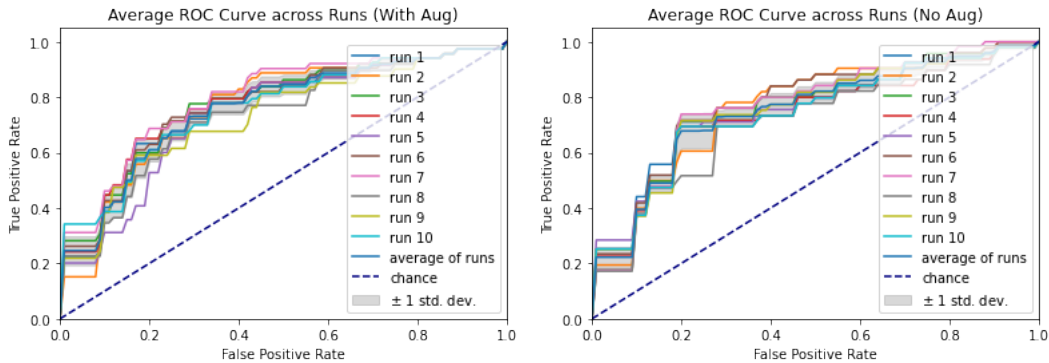 Average ROC Curve across Runs (With Aug)
1.0
0.8
0.6
0.4
0.2
0.0
True Positive Rate
0.0 0.2 0.4 0.6 0.8 1.0
False Positive Rate
run 1
run 2
run 3
run 4
run 5
run 6
run 7
run 8
run 9
run 10
average of runs
chance
± 1 std. dev.
Average ROC Curve across Runs (No Aug)
1.0
0.8
0.6
0.4
0.2
0.0
True Positive Rate
0.0 0.2 0.4 0.6 0.8 1.0
False Positive Rate
run 1
run 2
run 3
run 4
run 5
run 6
run 7
run 8
run 9
run 10
average of runs
chance
± 1 std. dev.